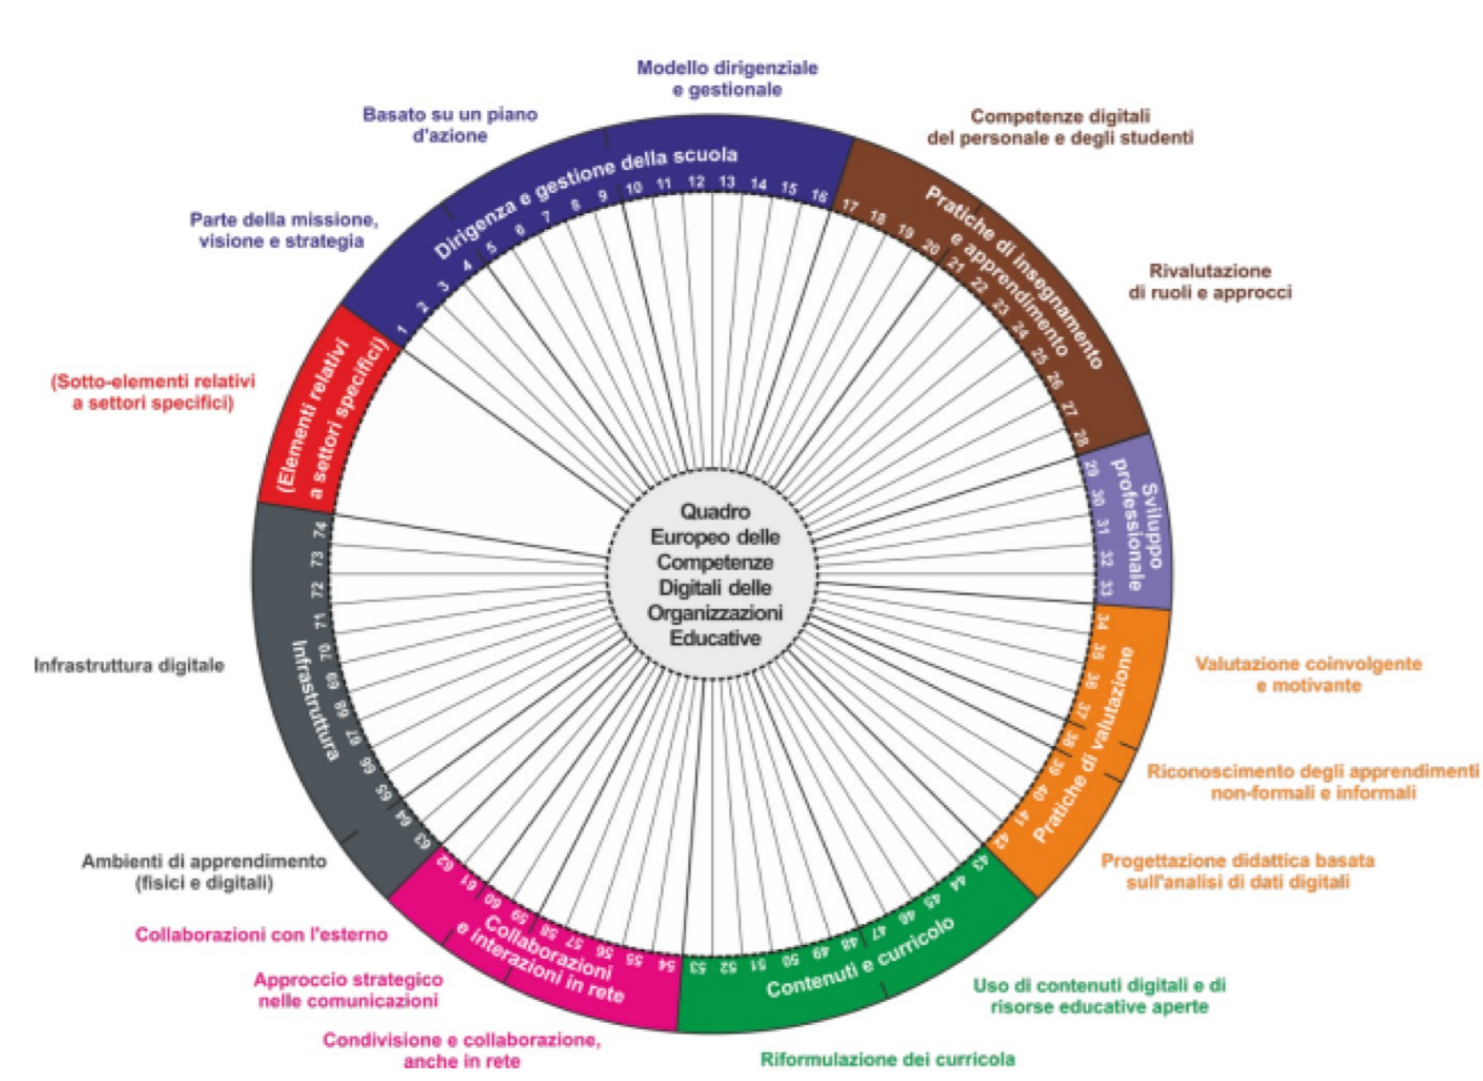 Modello dirigenziale
e gestionale
Basato su un piano
d'azione
Competenze digitali
del personale e degli studenti
Parte della missione,
visione e strategia
Rivalutazione
di ruoli e approcci
(Sotto-elementi relativi
a settori specifici)
Dirigenza e gestione della scuola
1
2
3
4
5
6
7
8
9
10
11
12
13
14
15
16
Pratiche di insegnamento
e apprendimento
17
18
19
20
21
22
23
24
25
26
27
28
Sviluppo
professionale
29
30
31
32
33
Pratiche di valutazione
34
35
36
37
38
39
40
41
42
Contenuti e curricolo
43
44
45
46
47
48
49
50
51
52
53
Collaborazioni
e interazioni in rete
54
55
56
57
58
59
60
61
62
Infrastruttura
63
64
65
66
67
68
69
70
71
72
73
74
(Elementi relativi
a settori specifici)
Quadro
Europeo delle
Competenze
Digitali delle
Organizzazioni
Educative
Infrastruttura digitale
Valutazione coinvolgente
e motivante
Riconoscimento degli apprendimenti
non-formali e informali
Ambienti di apprendimento
(fisici e digitali)
Progettazione didattica basata
sull'analisi di dati digitali
Collaborazioni con l'esterno
Approccio strategico
nelle comunicazioni
Uso di contenuti digitali e di
risorse educative aperte
Condivisione e collaborazione,
anche in rete
Riformulazione dei curricola